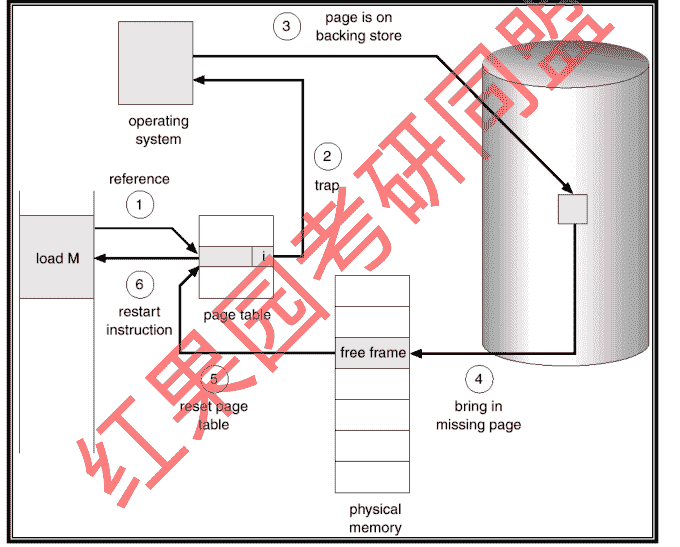 3
page is on
backing store
operating
system
2
trap
reference
1
load M
i
6
restart
instruction
page table
free frame
5
reset page
table
4
bring in
missing page
physical
memory
红果园考研同盟